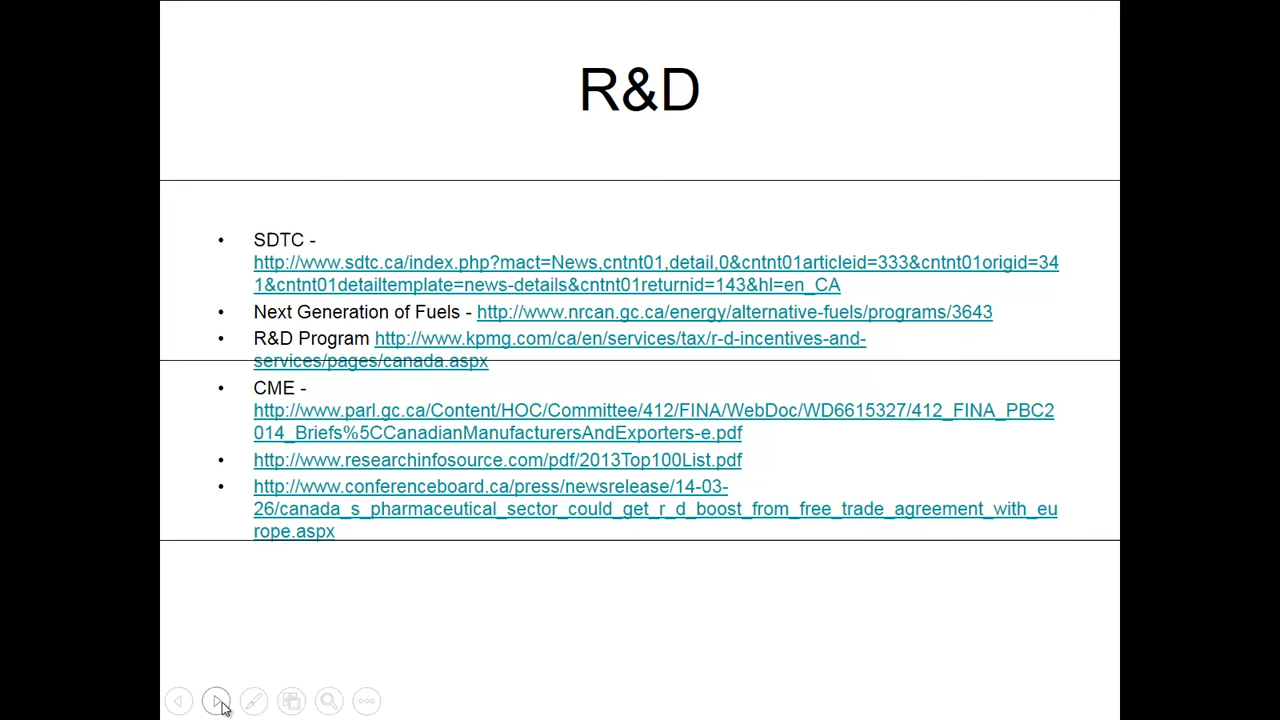 R&D
• SDTC -
http://www.sdtc.ca/index.php?mact=News,cntnt01,detail,0&cntnt01articleid=333&cntnt01origid=34
1&cntnt01detailtemplate=news-details&cntnt01returnid=143&hl=en_CA
• Next Generation of Fuels - http://www.nrcan.gc.ca/energy/alternative-fuels/programs/3643
• R&D Program http://www.kpmg.com/ca/en/services/tax/r-d-incentives-and-
services/pages/canada.aspx
• CME -
http://www.parl.gc.ca/Content/HOC/Committee/412/FINA/WebDoc/WD6615327/412_FINA_PBC2
014_Briefs%5CCanadianManufacturersAndExporters-e.pdf
• http://www.researchinfosource.com/pdf/2013Top100List.pdf
• http://www.conferenceboard.ca/press/newsrelease/14-03-
26/canada_s_pharmaceutical_sector_could_get_r_d_boost_from_free_trade_agreement_with_eu
rope.aspx